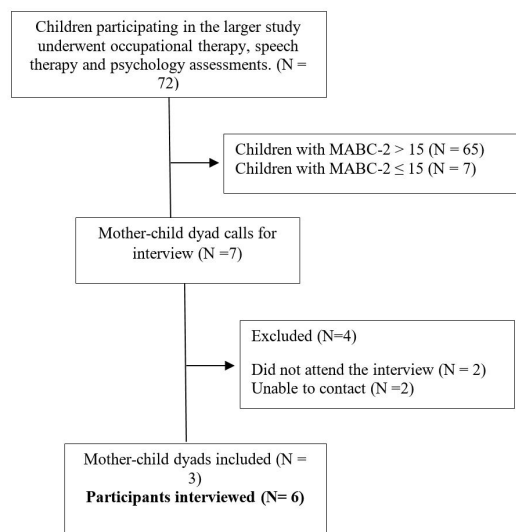 Children participating in the larger study
underwent occupational therapy, speech
therapy and psychology assessments. (N =
72)
Children with MABC-2 > 15 (N = 65)
Children with MABC-2 ≤ 15 (N = 7)
Mother-child dyad calls for
interview (N =7)
Excluded (N=4)
Did not attend the interview (N = 2)
Unable to contact (N =2)
Mother-child dyads included (N =
3)
Participants interviewed (N= 6)